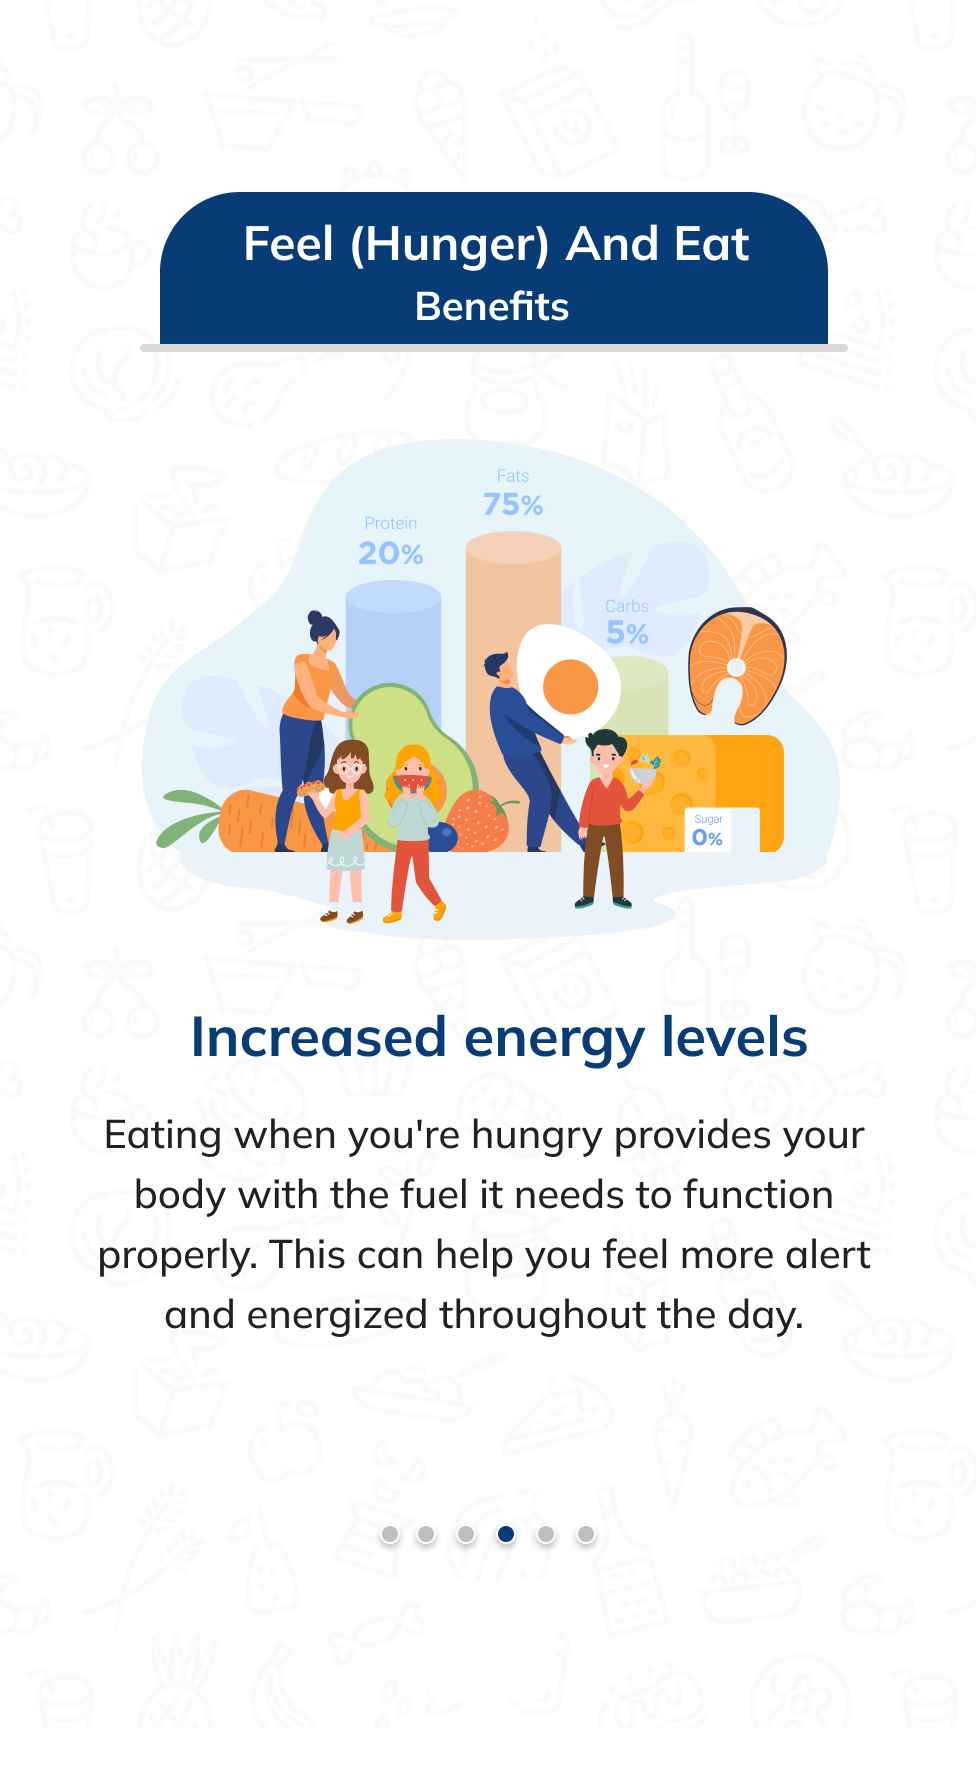 Feel (Hunger) And Eat
Benefits
Fats
75%
Protein
20%
Carbs
5%
Sugar
0%
Increased energy levels
Eating when you're hungry provides your
body with the fuel it needs to function
properly. This can help you feel more alert
and energized throughout the day.